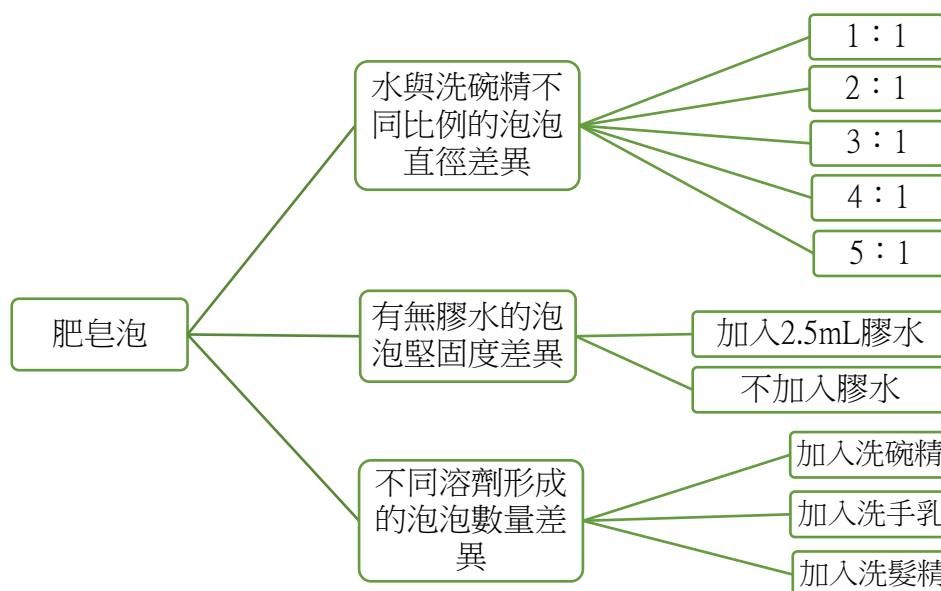 肥皂泡
水與洗碗精不
同比例的泡泡
直徑差異
1：1
2：1
3：1
4：1
5：1
有無膠水的泡
泡堅固度差異
加入2.5mL膠水
不加入膠水
不同溶劑形成
的泡泡數量差
異
加入洗碗精
加入洗手乳
加入洗髮精